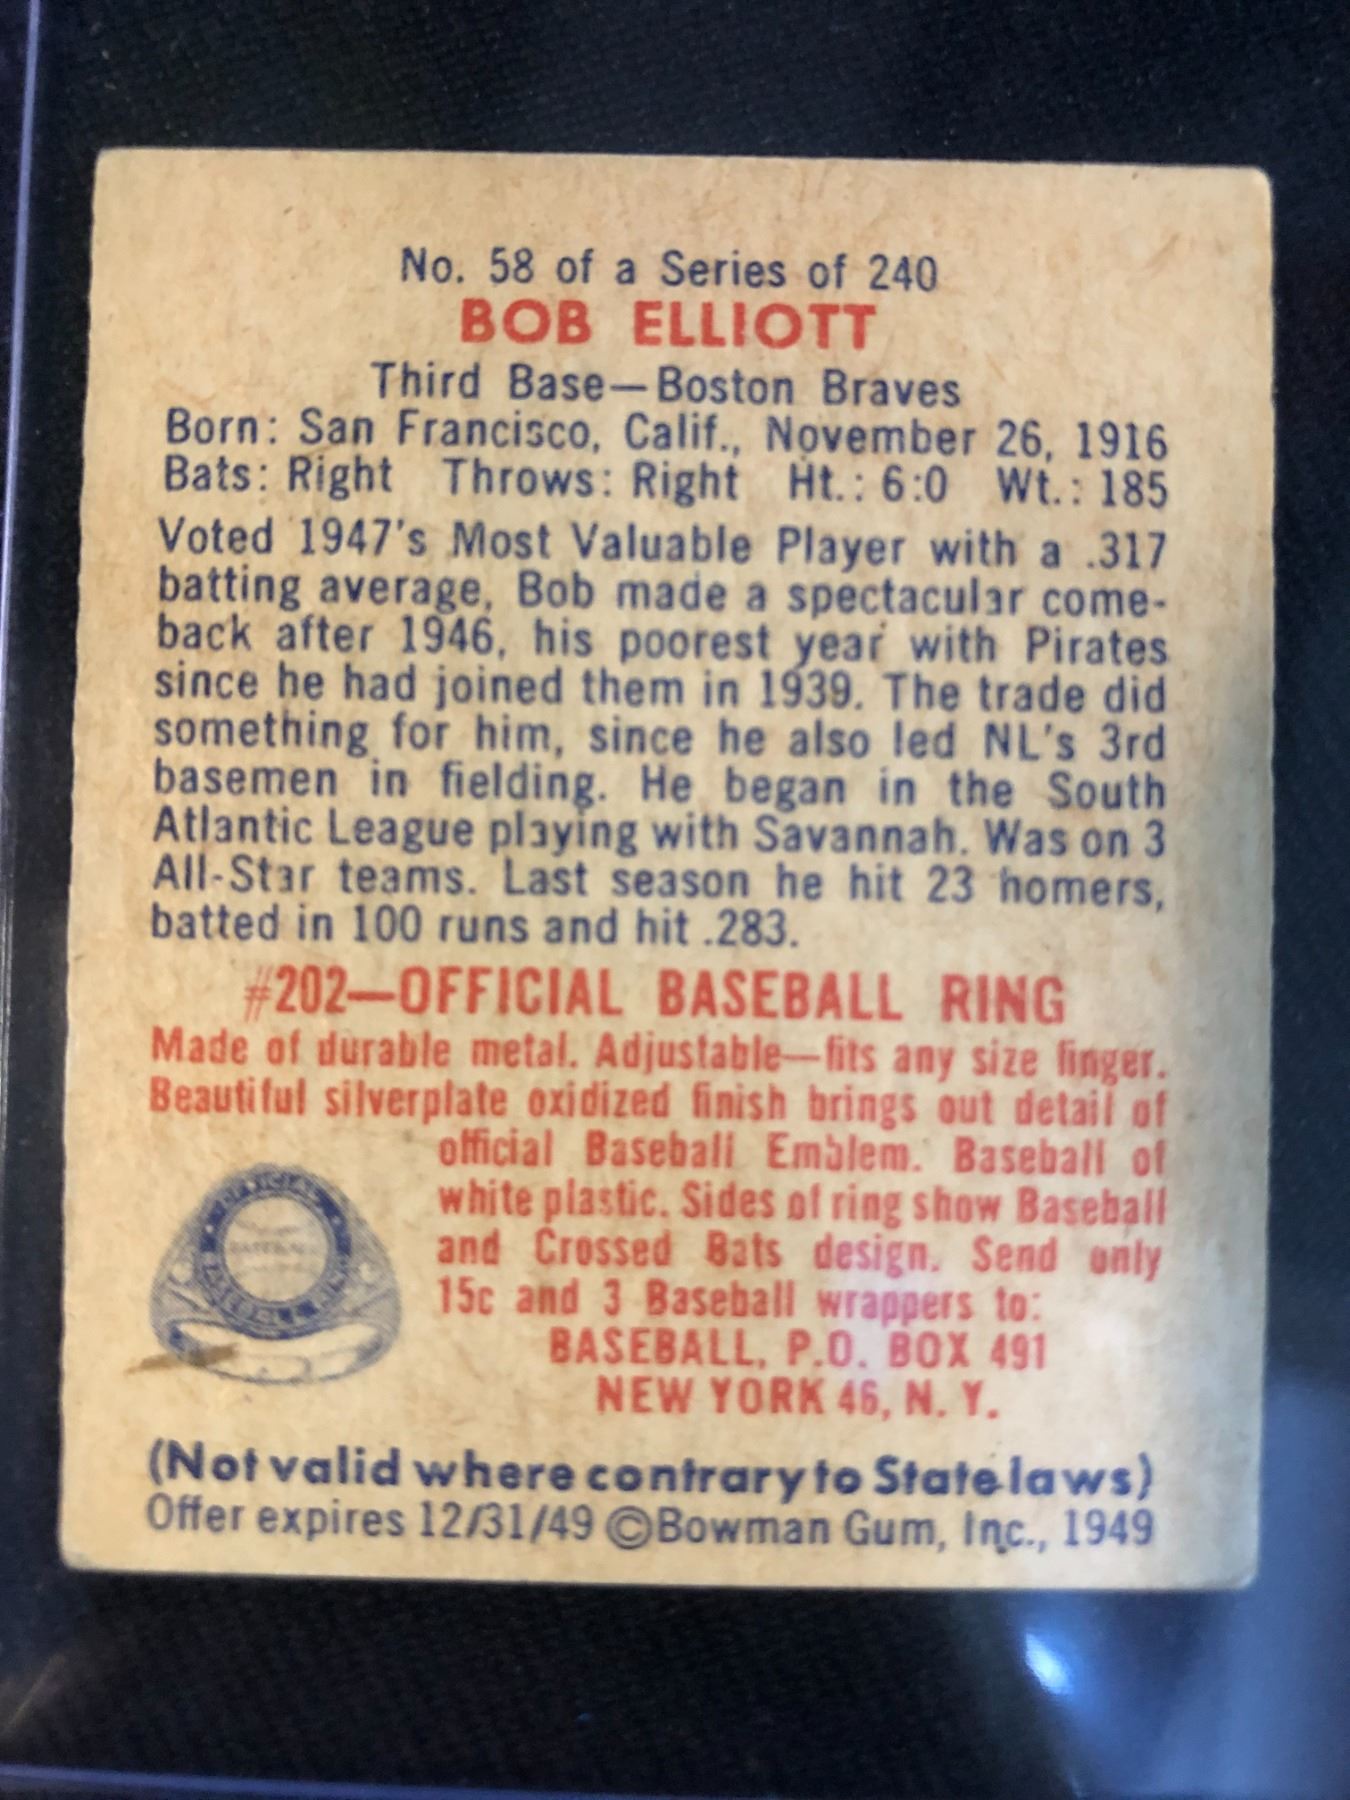 No. 58 of a Series of 240
BOB ELLIOTT
Third Base—Boston Braves
Born: San Francisco, Calif., November 26, 1916
Bats: Right Throws: Right Ht.: 6:0 Wt.: 185
Voted 1947's Most Valuable Player with a .317
batting average, Bob made a spectacular come-
back after 1946, his poorest year with Pirates
since he had joined them in 1939. The trade did
something for him, since he also led NL's 3rd
basemen in fielding. He began in the South
Atlantic League playing with Savannah. Was on 3
All-Star teams. Last season he hit 23 homers,
batted in 100 runs and hit .283.
#202—OFFICIAL BASEBALL RING
Made of durable metal. Adjustable—fits any size finger.
Beautiful silverplate oxidized finish brings out detail of
official Baseball Emblem. Baseball of
white plastic. Sides of ring show Baseball
and Crossed Bats design. Send only
15c and 3 Baseball wrappers to:
BASEBALL, P.O. BOX 491
NEW YORK 46, N. Y.
OFFICIAL
BASEBALL RING
(Not valid where contrary to State laws)
Offer expires 12/31/49 ©Bowman Gum, Inc., 1949